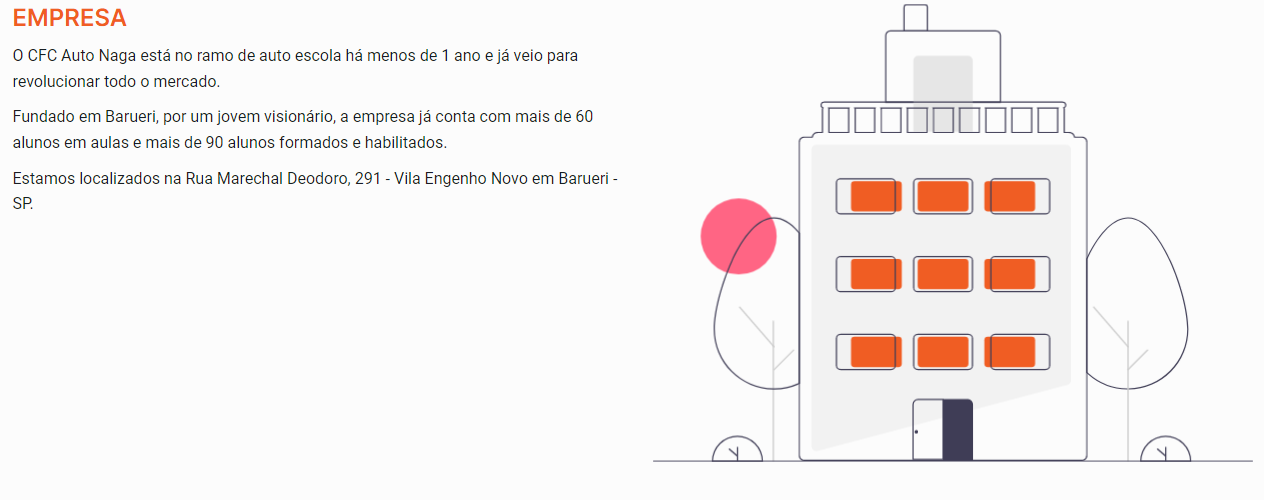 EMPRESA
O CFC Auto Naga está no ramo de auto escola há menos de 1 ano e já veio para
revolucionar todo o mercado.
Fundado em Barueri, por um jovem visionário, a empresa já conta com mais de 60
alunos em aulas e mais de 90 alunos formados e habilitados.
Estamos localizados na Rua Marechal Deodoro, 291 - Vila Engenho Novo em Barueri -
SP.